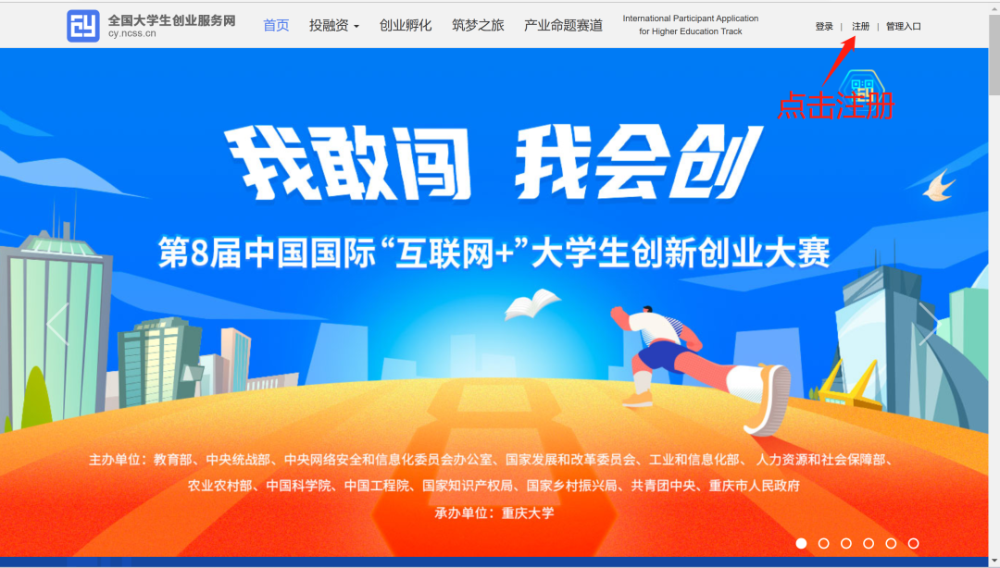 全国大学生创业服务网
cy.ncss.cn
首页 投融资 创业孵化 筑梦之旅 产业命题赛道
International Participant Application
for Higher Education Track
登录 | 注册 | 管理入口
点击注册
我敢闯 我会创
第8届中国国际“互联网+”大学生创新创业大赛
主办单位：教育部、中央统战部、中央网络安全和信息化委员会办公室、国家发展和改革委员会、工业和信息化部、人力资源和社会保障部、
农业农村部、中国科学院、中国工程院、国家知识产权局、国家乡村振兴局、共青团中央、重庆市人民政府
承办单位：重庆大学